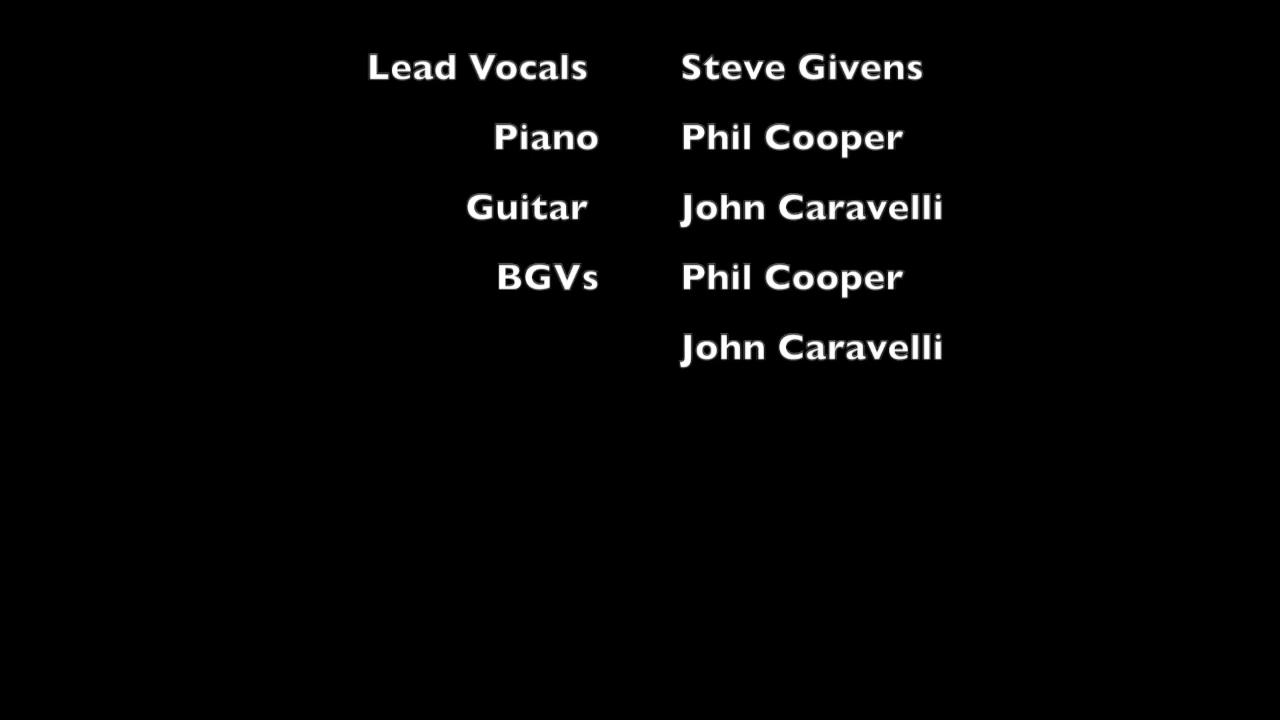 Lead Vocals Steve Givens
Piano Phil Cooper
Guitar John Caravelli
BGVs Phil Cooper
John Caravelli